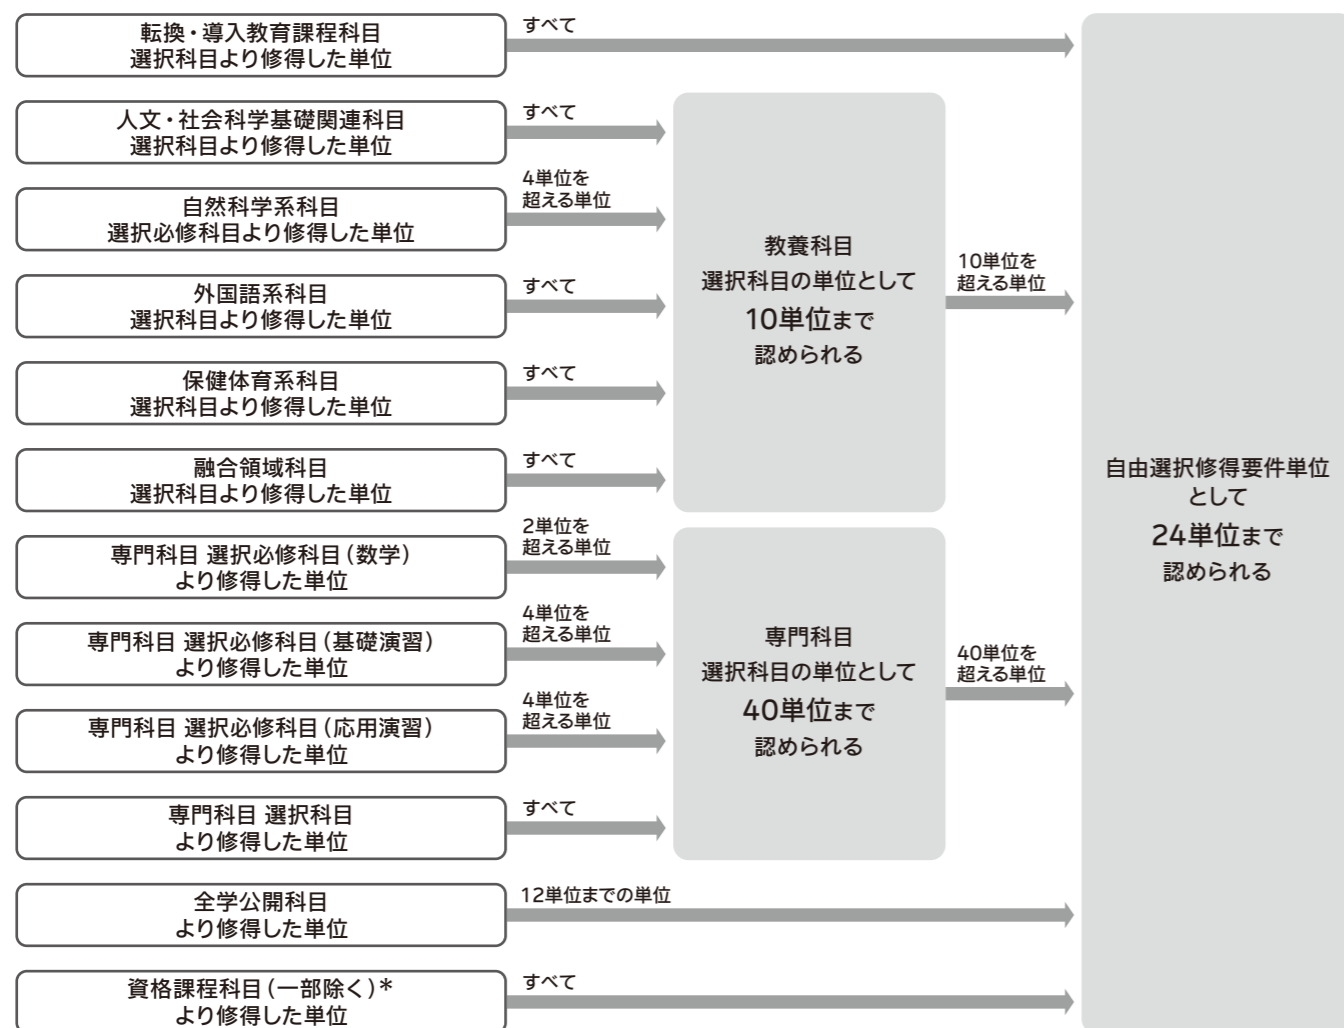 転換・導入教育課程科目
選択科目より修得した単位
すべて
人文・社会科学基礎関連科目
選択科目より修得した単位
すべて
自然科学系科目
選択必修科目より修得した単位
4単位を
超える単位
外国語系科目
選択科目より修得した単位
すべて
保健体育系科目
選択科目より修得した単位
すべて
融合領域科目
選択科目より修得した単位
すべて
教養科目
選択科目の単位として
10単位まで
認められる
10単位を
超える単位
専門科目 選択必修科目(数学)
より修得した単位
2単位を
超える単位
専門科目 選択必修科目(基礎演習)
より修得した単位
4単位を
超える単位
専門科目 選択必修科目(応用演習)
より修得した単位
4単位を
超える単位
専門科目 選択科目
より修得した単位
すべて
専門科目
選択科目の単位として
40単位まで
認められる
40単位を
超える単位
全学公開科目
より修得した単位
12単位までの単位
資格課程科目(一部除く)*
より修得した単位
すべて
自由選択修得要件単位
として
24単位まで
認められる